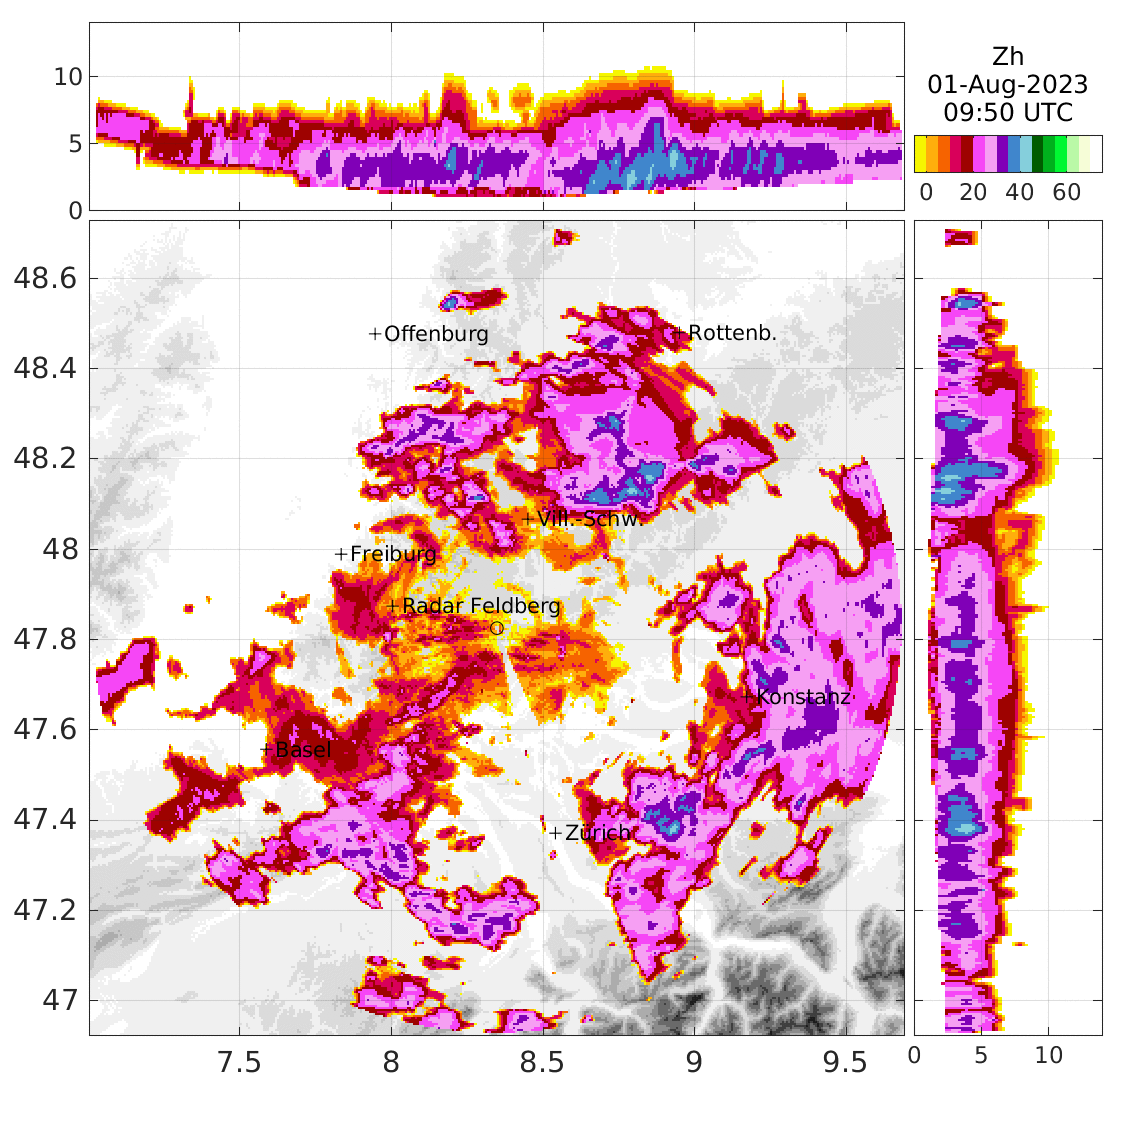 Zh
01-Aug-2023
09:50 UTC
0 20 40 60
10
5
0
48.6
48.4
48.2
48
47.8
47.6
47.4
47.2
47
+Offenburg
+Rottenb.
+Vill.-Schw.
+Freiburg
+Radar Feldberg
+Konstanz
+Basel
+Zürich
7.5 8 8.5 9 9.5
0 5 10